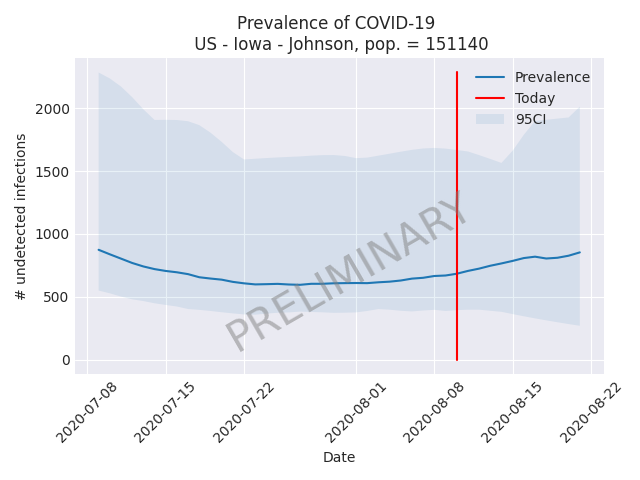 Prevalence of COVID-19
US - Iowa - Johnson, pop. = 151140
Prevalence
Today
95CI
PRELIMINARY
# undetected infections
2000
1500
1000
500
0
2020-07-08
2020-07-15
2020-07-22
2020-08-01
2020-08-08
2020-08-15
2020-08-22
Date